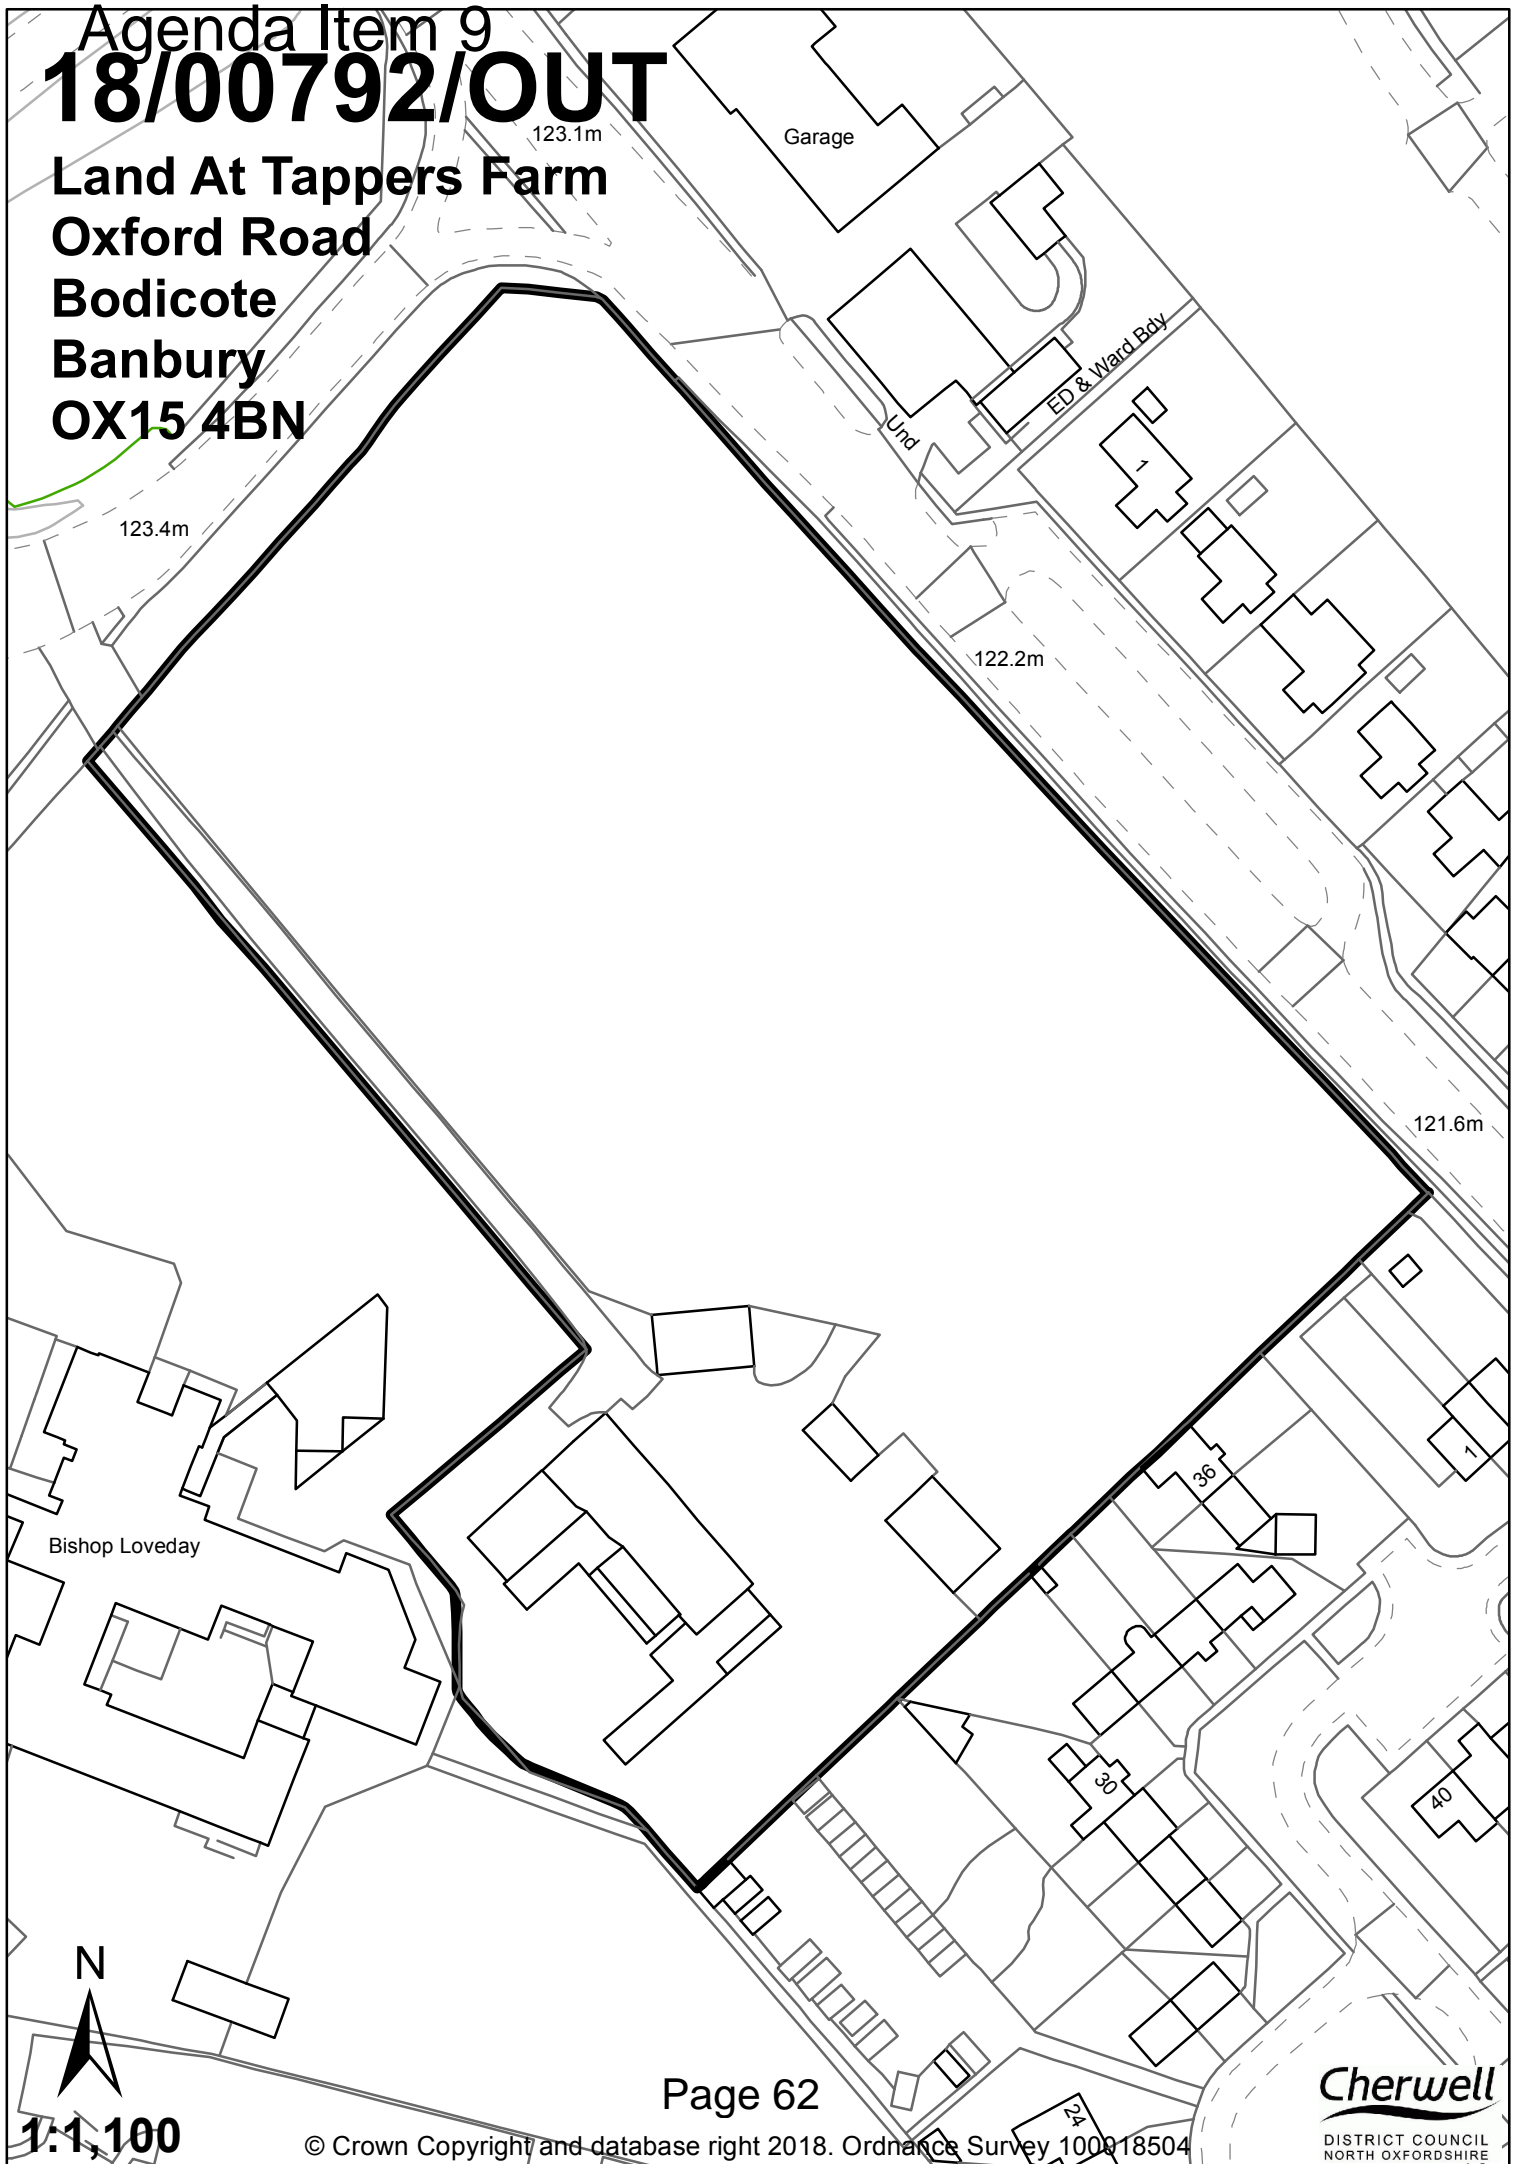 Agenda Item 9
18/00792/OUT
Land At Tappers Farm
Oxford Road
Bodicote
Banbury
OX15 4BN
123.1m
Garage
ED & Ward Bdy
Und
1
123.4m
122.2m
121.6m
1
36
Bishop Loveday
30
40
N
Page 62
24
1:1,100
© Crown Copyright and database right 2018. Ordnance Survey 100018504
Cherwell
DISTRICT COUNCIL
NORTH OXFORDSHIRE